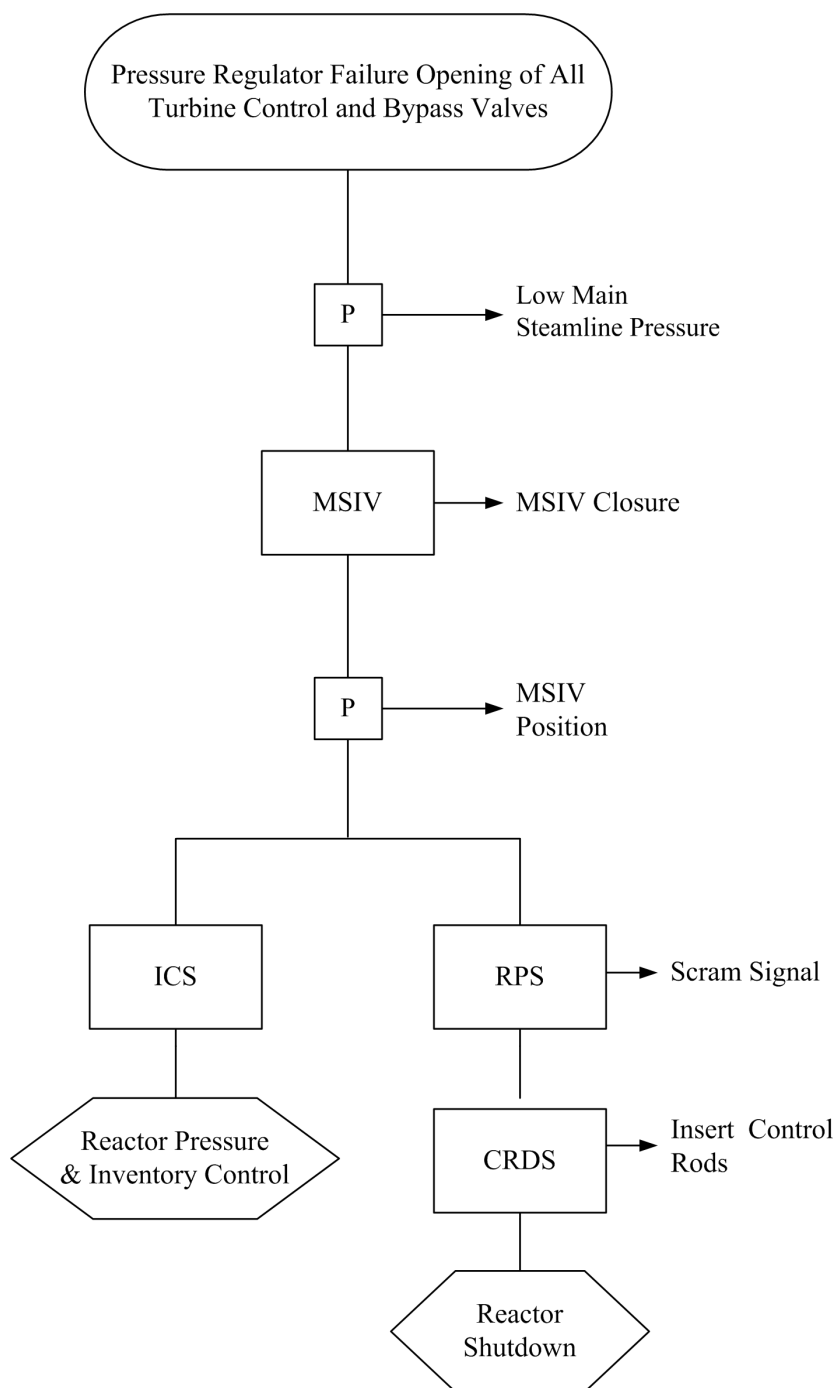 Pressure Regulator Failure Opening of All
Turbine Control and Bypass Valves
P
Low Main
Steamline Pressure
MSIV
MSIV Closure
P
MSIV
Position
ICS
RPS
Scram Signal
Reactor Pressure
& Inventory Control
CRDS
Insert Control
Rods
Reactor
Shutdown